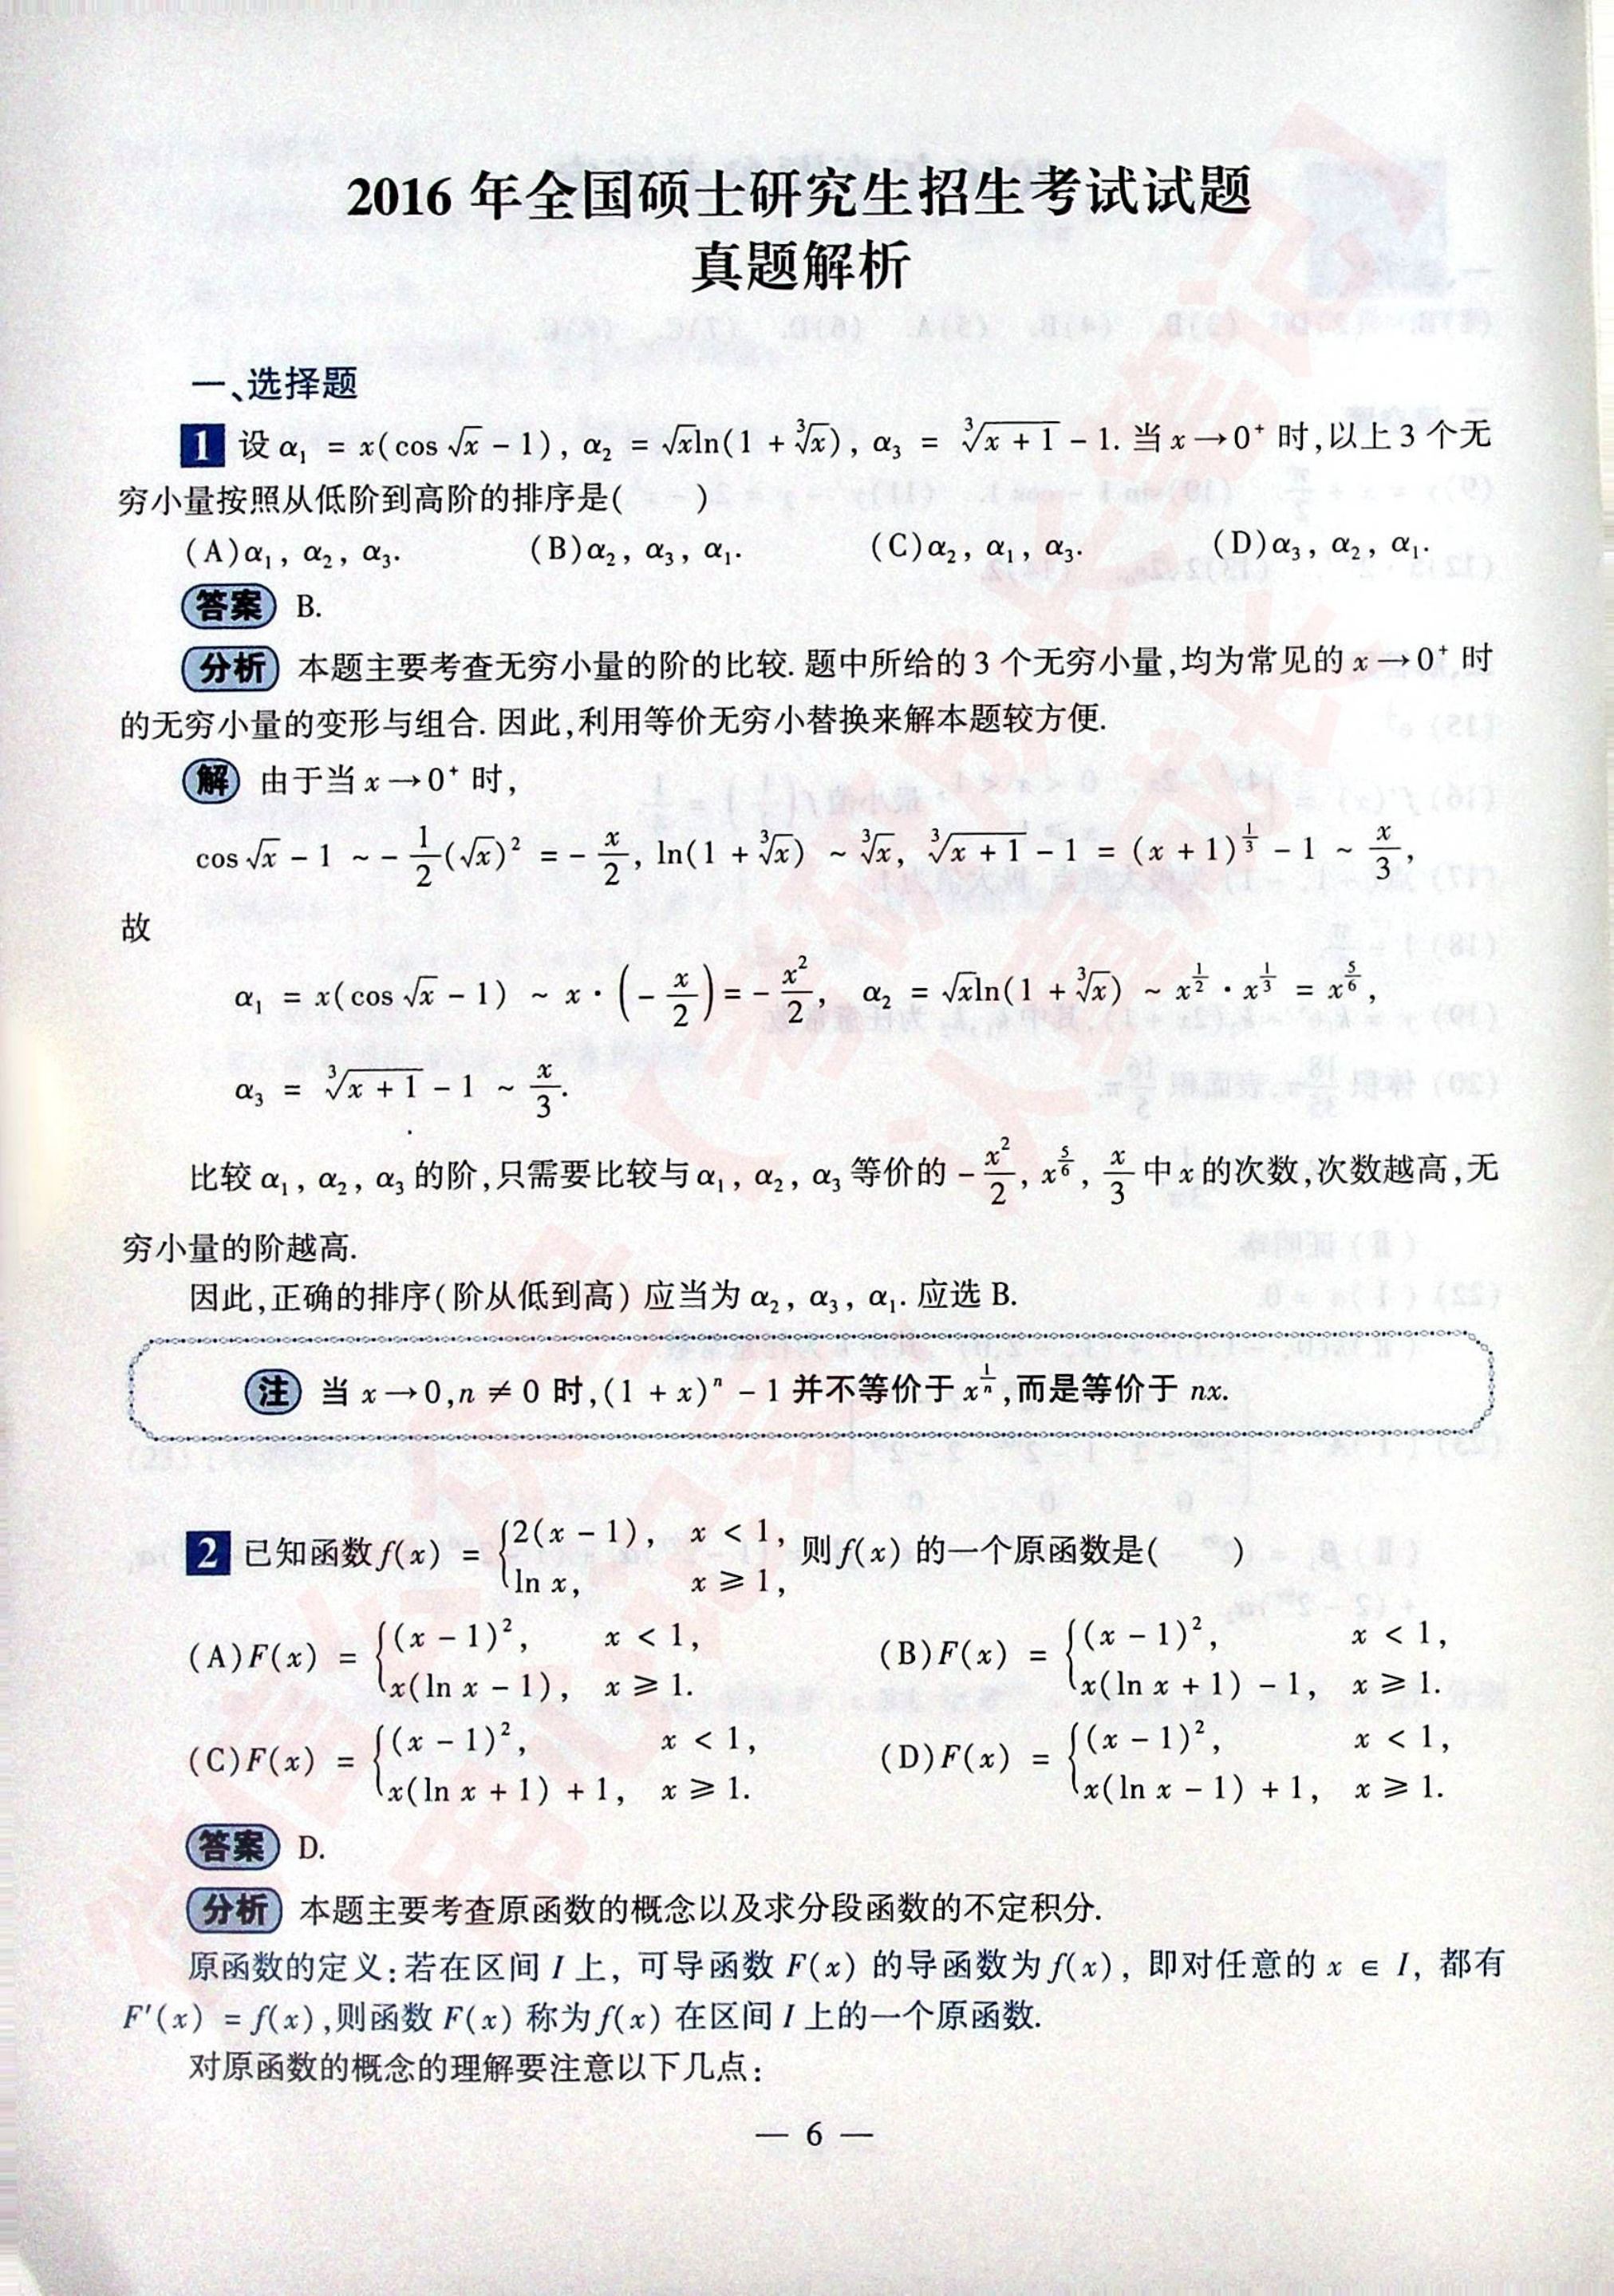 2016 年全国硕士研究生招生考试试题
真题解析
一、选择题
1 设 α₁ = x(cos √x − 1), α₂ = √x ln(1 + ∛x), α₃ = ∛(x + 1) − 1. 当 x→0⁺ 时,以上 3 个无
穷小量按照从低阶到高阶的排序是(  )
(A)α₁, α₂, α₃. (B)α₂, α₃, α₁. (C)α₂, α₁, α₃. (D)α₃, α₂, α₁.
答案 B.
分析 本题主要考查无穷小量的阶的比较. 题中所给的 3 个无穷小量,均为常见的 x→0⁺ 时
的无穷小量的变形与组合. 因此,利用等价无穷小替换来解本题较方便.
解 由于当 x→0⁺ 时,
cos √x − 1 ~ −1/2(√x)² = −x/2, ln(1 + ∛x) ~ ∛x, ∛(x + 1) − 1 = (x + 1)^(1/3) − 1 ~ x/3,
故
α₁ = x(cos √x − 1) ~ x·(−x/2) = −x²/2, α₂ = √x ln(1 + ∛x) ~ x^(1/2)·x^(1/3) = x^(5/6),
α₃ = ∛(x + 1) − 1 ~ x/3.
比较 α₁, α₂, α₃ 的阶,只需要比较与 α₁, α₂, α₃ 等价的 −x²/2, x^(5/6), x/3 中 x 的次数,次数越高,无
穷小量的阶越高.
因此,正确的排序(阶从低到高)应当为 α₂, α₃, α₁. 应选 B.
注 当 x→0,n ≠ 0 时,(1 + x)ⁿ − 1 并不等价于 x^(1/n),而是等价于 nx.
2 已知函数 f(x) = {2(x − 1), x < 1, ln x, x ≥ 1, 则 f(x) 的一个原函数是(  )
(A)F(x) = {(x − 1)², x < 1, x(ln x − 1), x ≥ 1. (B)F(x) = {(x − 1)², x < 1, x(ln x + 1) − 1, x ≥ 1.
(C)F(x) = {(x − 1)², x < 1, x(ln x + 1) + 1, x ≥ 1. (D)F(x) = {(x − 1)², x < 1, x(ln x − 1) + 1, x ≥ 1.
答案 D.
分析 本题主要考查原函数的概念以及求分段函数的不定积分.
原函数的定义:若在区间 I 上, 可导函数 F(x) 的导函数为 f(x), 即对任意的 x ∈ I, 都有
F′(x) = f(x),则函数 F(x) 称为 f(x) 在区间 I 上的一个原函数.
对原函数的概念的理解要注意以下几点:
— 6 —